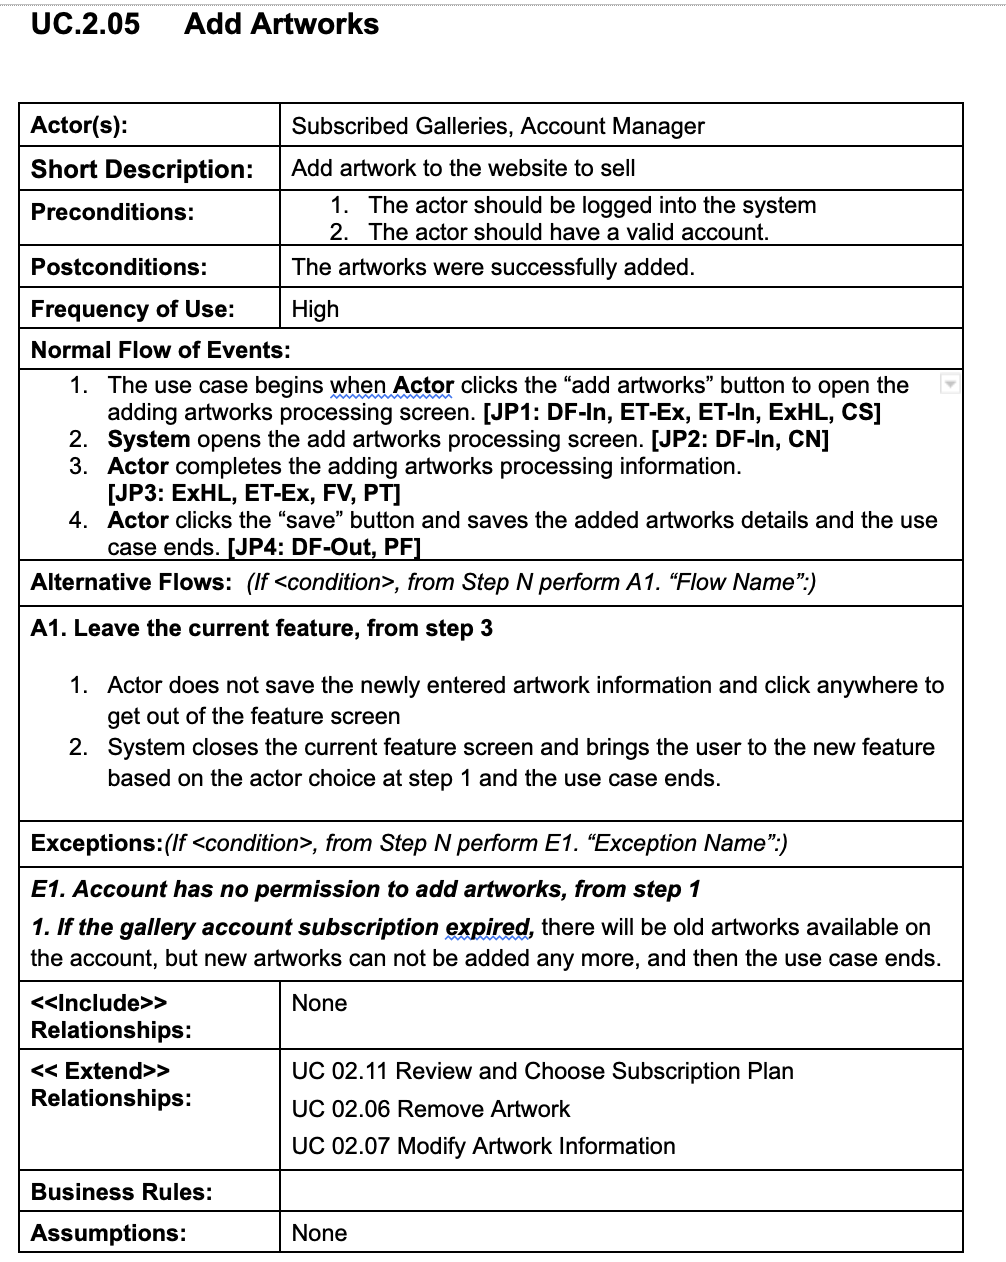 UC.2.05 Add Artworks
Actor(s): Subscribed Galleries, Account Manager
Short Description: Add artwork to the website to sell
Preconditions: 1. The actor should be logged into the system
2. The actor should have a valid account.
Postconditions: The artworks were successfully added.
Frequency of Use: High
Normal Flow of Events:
1. The use case begins when Actor clicks the “add artworks” button to open the
adding artworks processing screen. [JP1: DF-In, ET-Ex, ET-In, ExHL, CS]
2. System opens the add artworks processing screen. [JP2: DF-In, CN]
3. Actor completes the adding artworks processing information.
[JP3: ExHL, ET-Ex, FV, PT]
4. Actor clicks the “save” button and saves the added artworks details and the use
case ends. [JP4: DF-Out, PF]
Alternative Flows: (If <condition>, from Step N perform A1. “Flow Name”:)
A1. Leave the current feature, from step 3
1. Actor does not save the newly entered artwork information and click anywhere to
get out of the feature screen
2. System closes the current feature screen and brings the user to the new feature
based on the actor choice at step 1 and the use case ends.
Exceptions:(If <condition>, from Step N perform E1. “Exception Name”:)
E1. Account has no permission to add artworks, from step 1
1. If the gallery account subscription expired, there will be old artworks available on
the account, but new artworks can not be added any more, and then the use case ends.
<<Include>> None
Relationships:
<< Extend>> UC 02.11 Review and Choose Subscription Plan
Relationships:
UC 02.06 Remove Artwork
UC 02.07 Modify Artwork Information
Business Rules:
Assumptions: None